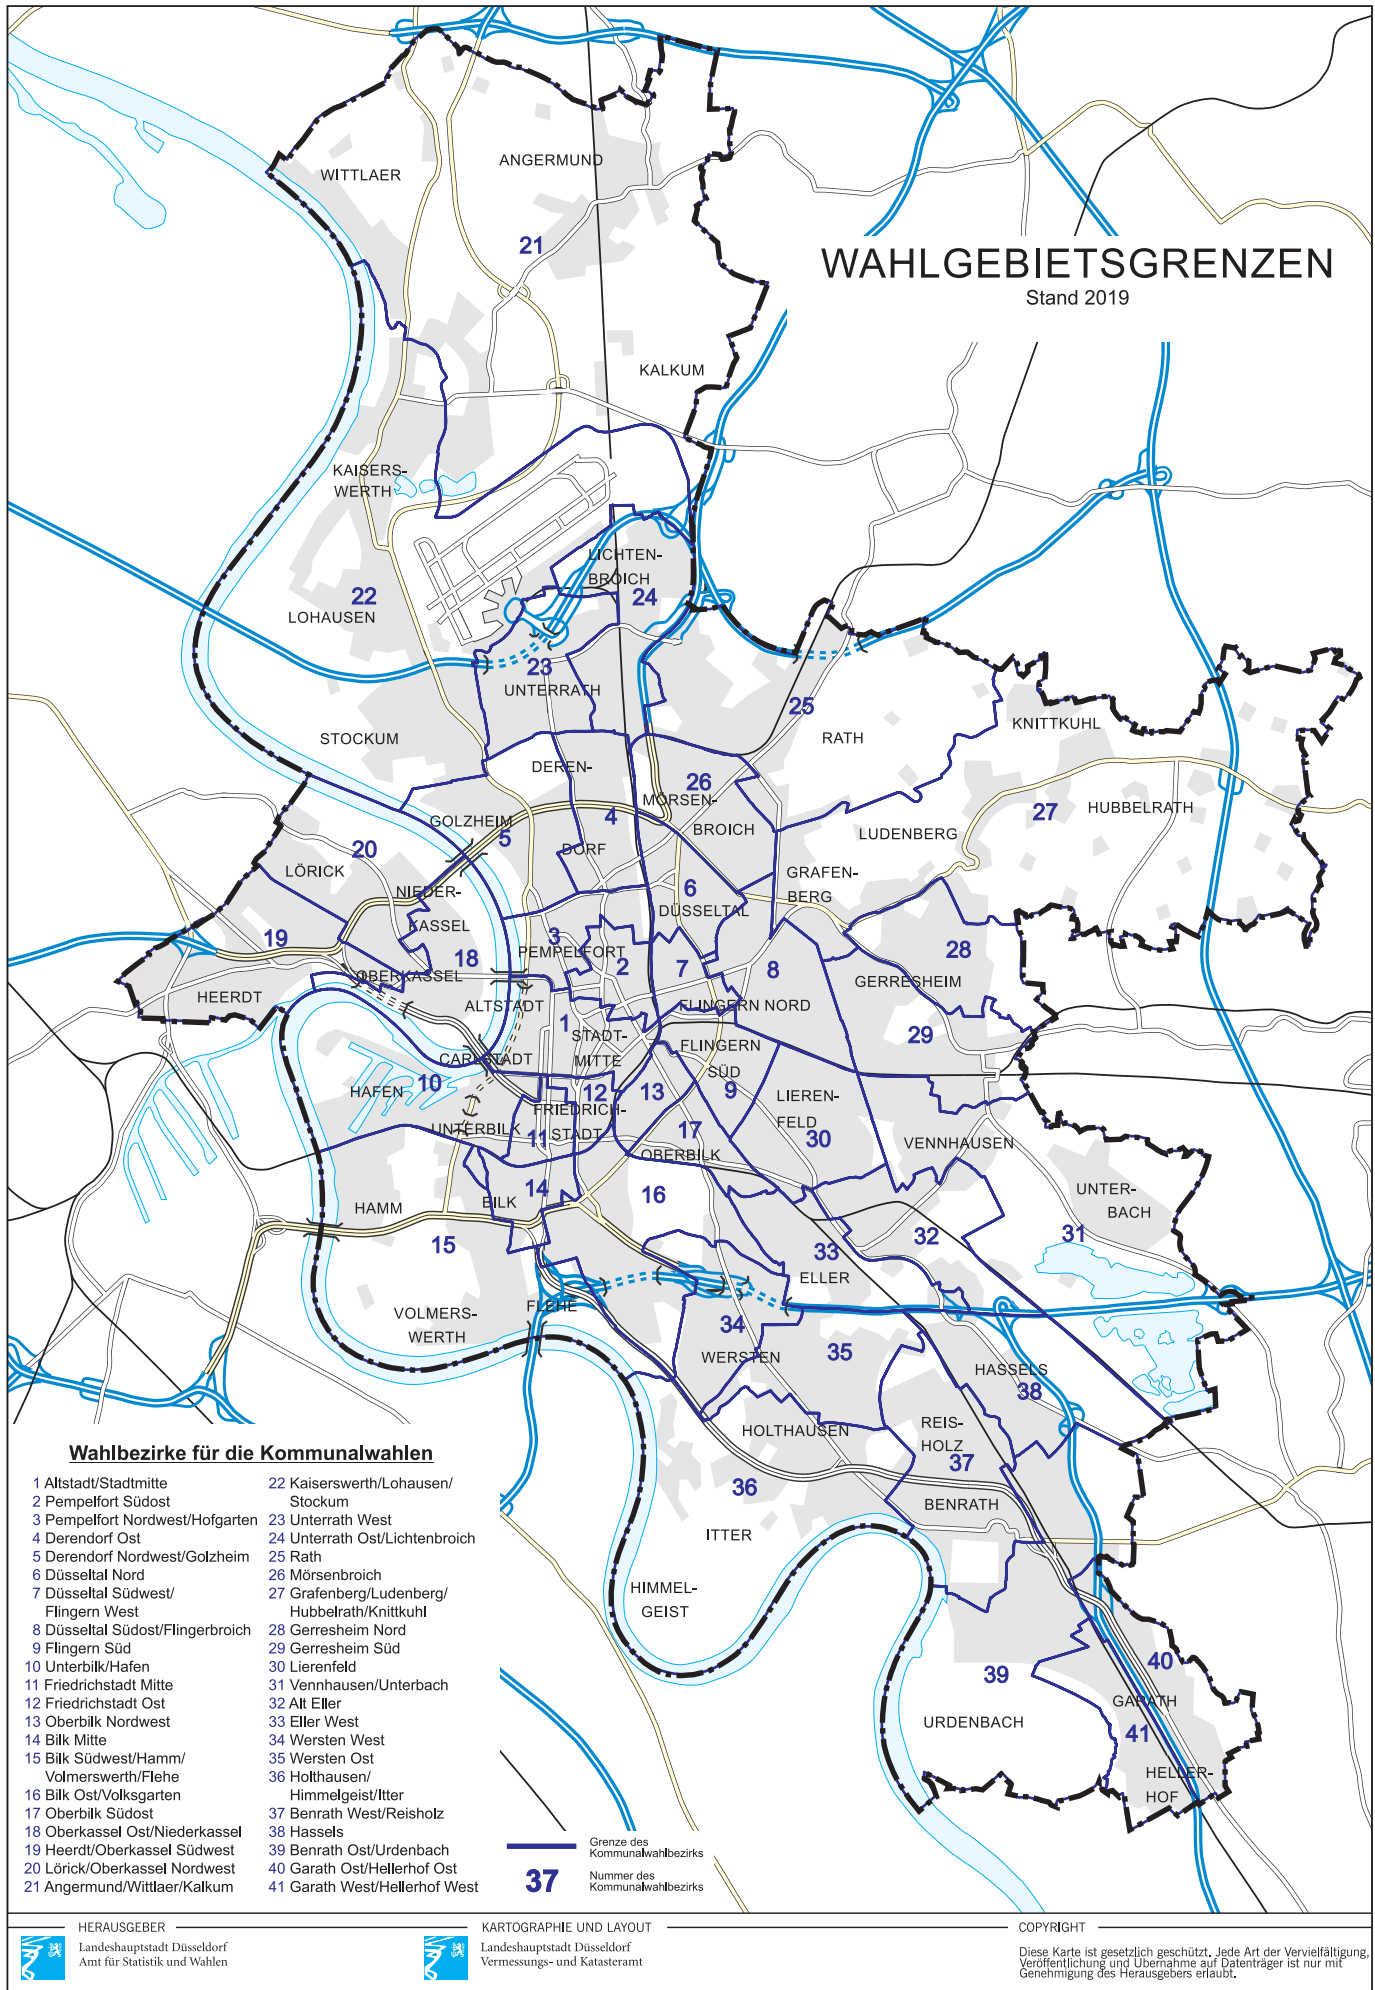 WAHLGEBIETSGRENZEN
Stand 2019
WITTLAER
ANGERMUND
21
KALKUM
KAISERS-
WERTH
22
LOHAUSEN
LICHTEN-
BROICH
24
23
UNTERRATH
STOCKUM
25
RATH
KNITTKUHL
27
HUBBELRATH
LUDENBERG
DEREN-
DORF
4
26
MÖRSEN-
BROICH
GOLZHEIM
5
20
LÖRICK
NIEDER-
KASSEL
GRAFEN-
BERG
6
DÜSSELTAL
19
18
OBERKASSEL
HEERDT
3
PEMPELFORT
2
7
8
28
GERRESHEIM
29
ALTSTADT
1
STADT-
MITTE
FLINGERN NORD
FLINGERN
SÜD
9
CARLSTADT
10
HAFEN
12
13
FRIEDRICH-
STADT
11
UNTERBILK
LIEREN-
FELD
30
17
OBERBILK
VENNHAUSEN
UNTER-
BACH
31
HAMM
BILK
14
16
15
32
33
ELLER
VOLMERS-
WERTH
FLEHE
34
WERSTEN
35
HASSELS
38
HOLTHAUSEN
REIS-
HOLZ
37
36
BENRATH
ITTER
HIMMEL-
GEIST
39
URDENBACH
40
GARATH
41
HELLER-
HOF
Wahlbezirke für die Kommunalwahlen
1 Altstadt/Stadtmitte
2 Pempelfort Südost
3 Pempelfort Nordwest/Hofgarten
4 Derendorf Ost
5 Derendorf Nordwest/Golzheim
6 Düsseltal Nord
7 Düsseltal Südwest/
Flingern West
8 Düsseltal Südost/Flingerbroich
9 Flingern Süd
10 Unterbilk/Hafen
11 Friedrichstadt Mitte
12 Friedrichstadt Ost
13 Oberbilk Nordwest
14 Bilk Mitte
15 Bilk Südwest/Hamm/
Volmerswerth/Flehe
16 Bilk Ost/Volksgarten
17 Oberbilk Südost
18 Oberkassel Ost/Niederkassel
19 Heerdt/Oberkassel Südwest
20 Lörick/Oberkassel Nordwest
21 Angermund/Wittlaer/Kalkum
22 Kaiserswerth/Lohausen/
Stockum
23 Unterrath West
24 Unterrath Ost/Lichtenbroich
25 Rath
26 Mörsenbroich
27 Grafenberg/Ludenberg/
Hubbelrath/Knittkuhl
28 Gerresheim Nord
29 Gerresheim Süd
30 Lierenfeld
31 Vennhausen/Unterbach
32 Alt Eller
33 Eller West
34 Wersten West
35 Wersten Ost
36 Holthausen/
Himmelgeist/Itter
37 Benrath West/Reisholz
38 Hassels
39 Benrath Ost/Urdenbach
40 Garath Ost/Hellerhof Ost
41 Garath West/Hellerhof West
Grenze des
Kommunalwahlbezirks
37
Nummer des
Kommunalwahlbezirks
HERAUSGEBER
Landeshauptstadt Düsseldorf
Amt für Statistik und Wahlen
KARTOGRAPHIE UND LAYOUT
Landeshauptstadt Düsseldorf
Vermessungs- und Katasteramt
COPYRIGHT
Diese Karte ist gesetzlich geschützt. Jede Art der Vervielfältigung,
Veröffentlichung und Übernahme auf Datenträger ist nur mit
Genehmigung des Herausgebers erlaubt.